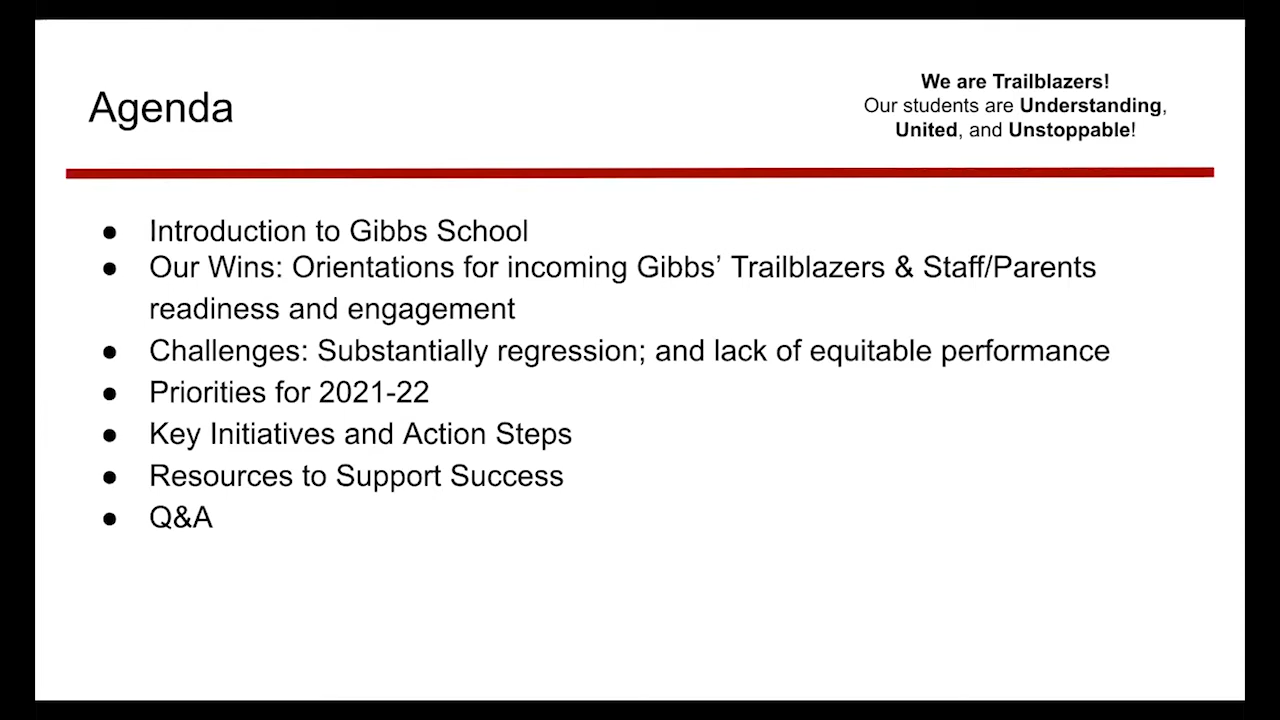 Agenda
We are Trailblazers!
Our students are Understanding,
United, and Unstoppable!
● Introduction to Gibbs School
● Our Wins: Orientations for incoming Gibbs’ Trailblazers & Staff/Parents
readiness and engagement
● Challenges: Substantially regression; and lack of equitable performance
● Priorities for 2021-22
● Key Initiatives and Action Steps
● Resources to Support Success
● Q&A